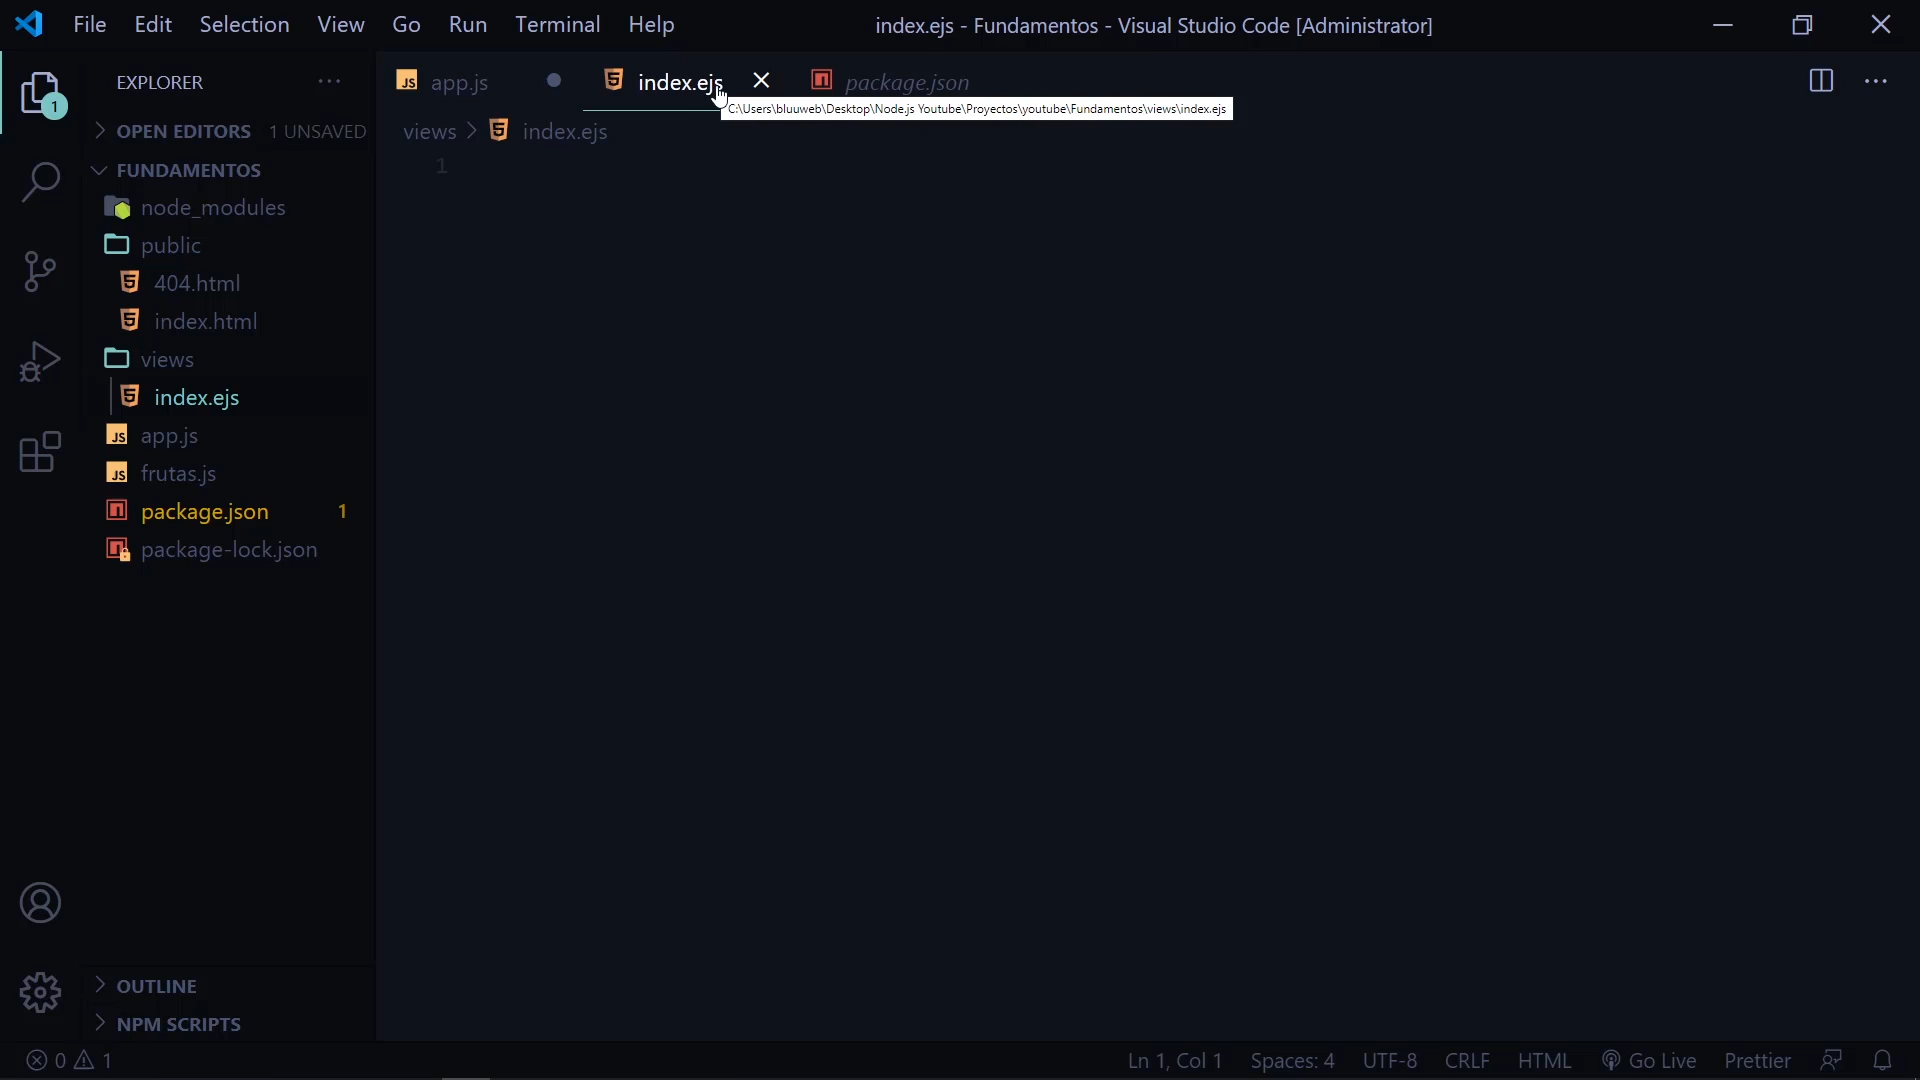 File Edit Selection View Go Run Terminal Help
index.ejs - Fundamentos - Visual Studio Code [Administrator]
1
EXPLORER
OPEN EDITORS 1 UNSAVED
FUNDAMENTOS
node_modules
public
404.html
index.html
views
index.ejs
app.js
frutas.js
package.json 1
package-lock.json
OUTLINE
NPM SCRIPTS
app.js index.ejs package.json
C:\Users\bluuweb\Desktop\Node.js Youtube\Proyectos\youtube\Fundamentos\views\index.ejs
views > index.ejs
1
0 1
Ln 1, Col 1 Spaces: 4 UTF-8 CRLF HTML Go Live Prettier